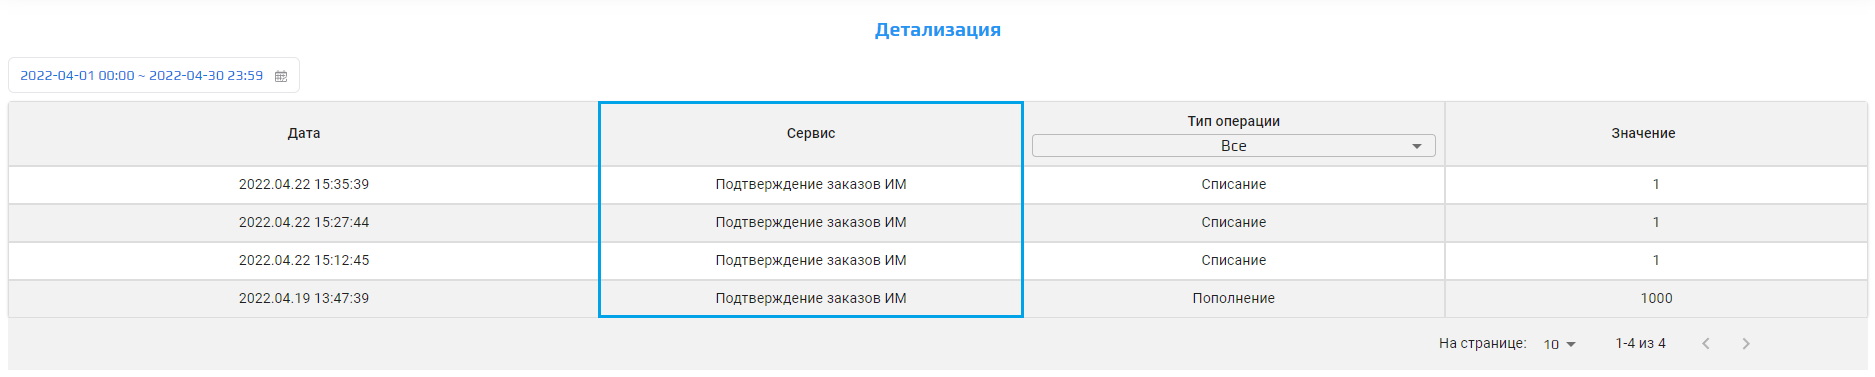 Детализация
2022-04-01 00:00 ~ 2022-04-30 23:59
Дата Сервис Тип операции Значение
Все
2022.04.22 15:35:39 Подтверждение заказов ИМ Списание 1
2022.04.22 15:27:44 Подтверждение заказов ИМ Списание 1
2022.04.22 15:12:45 Подтверждение заказов ИМ Списание 1
2022.04.19 13:47:39 Подтверждение заказов ИМ Пополнение 1000
На странице: 10 1-4 из 4